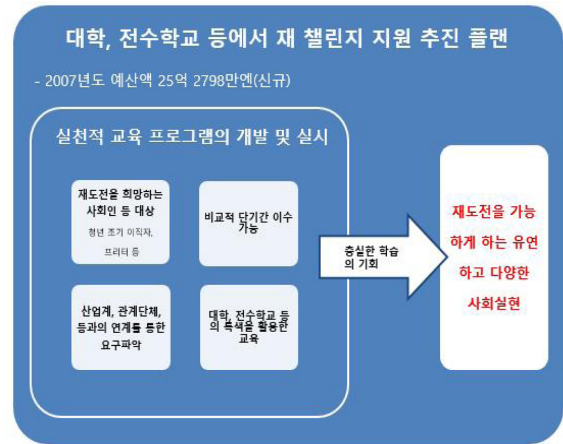 대학, 전수학교 등에서 재 챌린지 지원 추진 플랜
- 2007년도 예산액 25억 2798만엔(신규)
실천적 교육 프로그램의 개발 및 실시
재도전을 희망하는
사회인 등 대상
청년 조기 이직자,
프리터 등
비교적 단기간 이수
가능
산업계, 관계단체,
등과의 연계를 통한
요구파악
대학, 전수학교 등
의 특색을 활용한
교육
충실한 학습
의 기회
재도전을 가능
하게 하는 유연
하고 다양한
사회실현